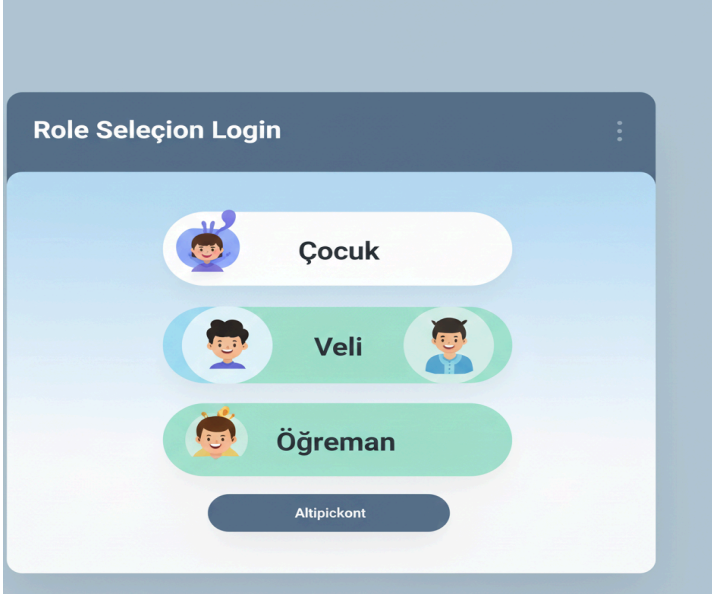 Role Seleçion Login
Çocuk
Veli
Öğreman
Altipickont